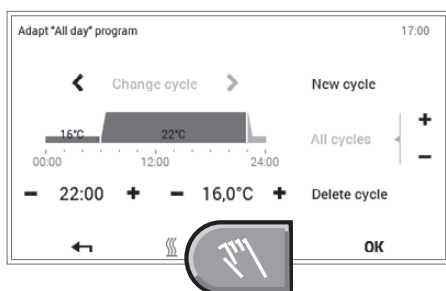 Adapt "All day" program 17:00
Change cycle New cycle
16°C 22°C All cycles + −
00:00 12:00 24:00
− 22:00 + − 16,0°C + Delete cycle
OK